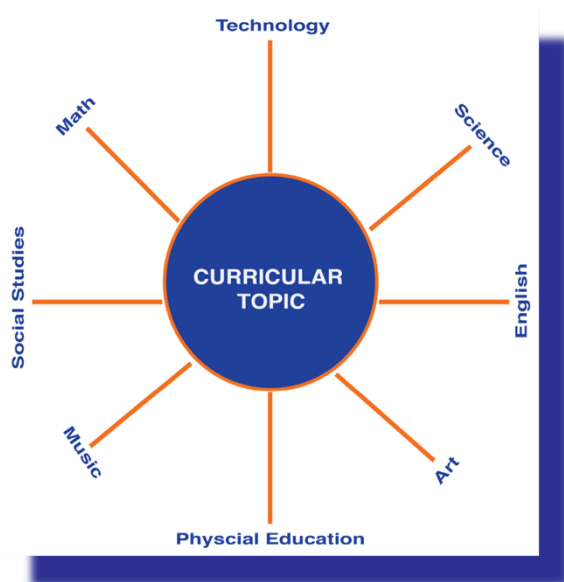 Technology
Math
Science
CURRICULAR
TOPIC
Social Studies
English
Music
Art
Physcial Education